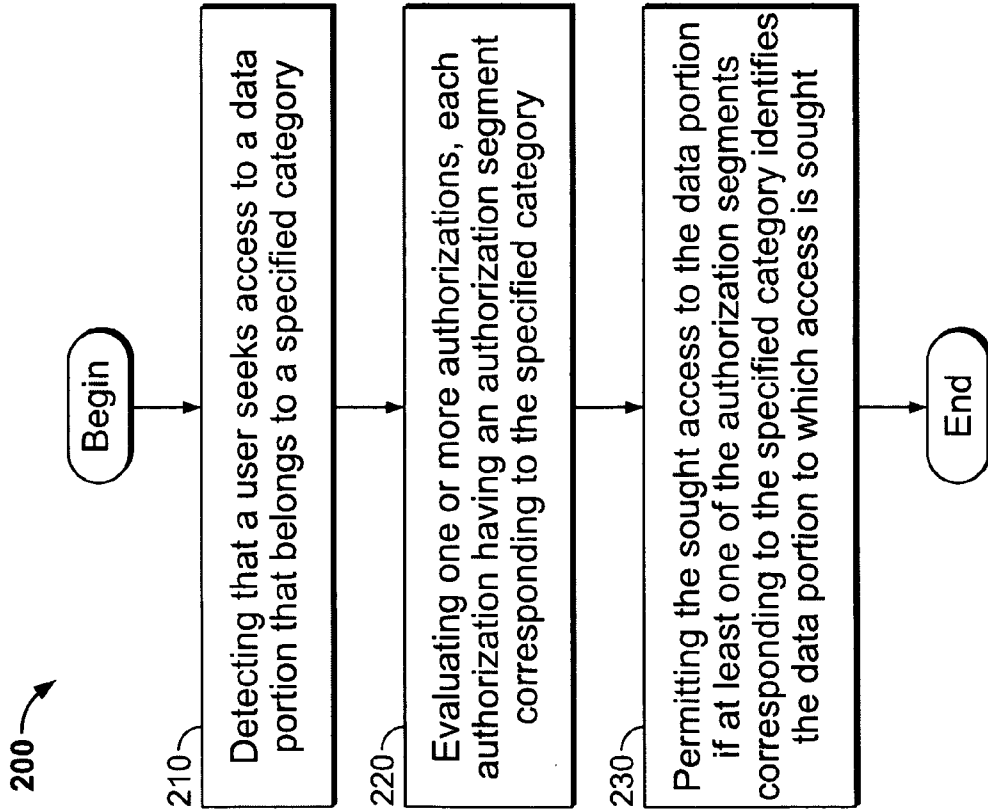 200
Begin
210
Detecting that a user seeks access to a data
portion that belongs to a specified category
220
Evaluating one or more authorizations, each
authorization having an authorization segment
corresponding to the specified category
230
Permitting the sought access to the data portion
if at least one of the authorization segments
corresponding to the specified category identifies
the data portion to which access is sought
End